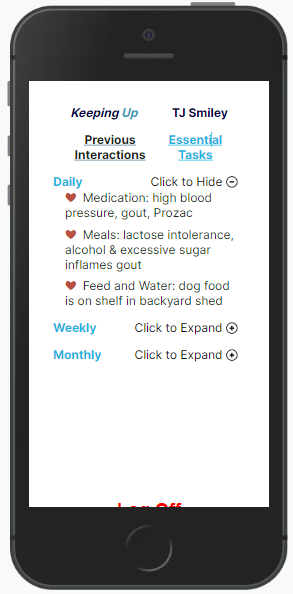 Keeping Up TJ Smiley
Previous Essential
Interactions Tasks
Daily Click to Hide
Medication: high blood
pressure, gout, Prozac
Meals: lactose intolerance,
alcohol & excessive sugar
inflames gout
Feed and Water: dog food
is on shelf in backyard shed
Weekly Click to Expand
Monthly Click to Expand
Log Off